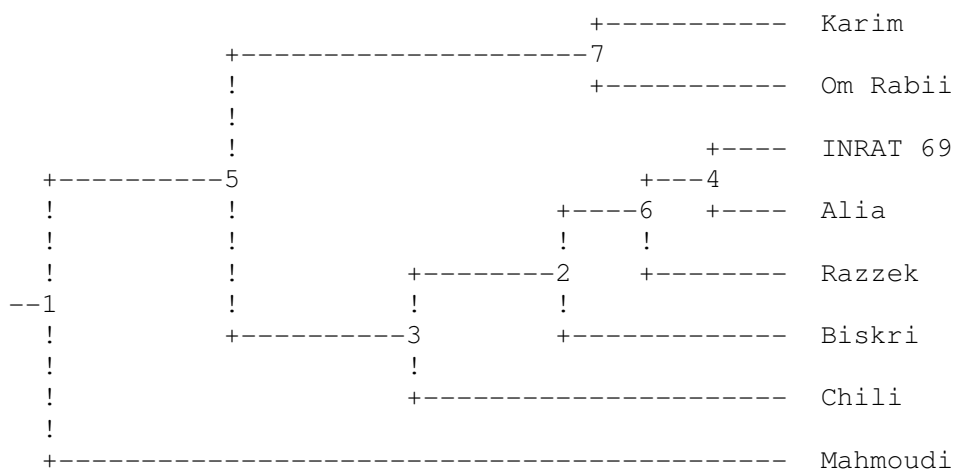 Karim
7
Om Rabii
INRAT 69
5
4
6
Alia
2
Razzek
1
3
Biskri
Chili
Mahmoudi